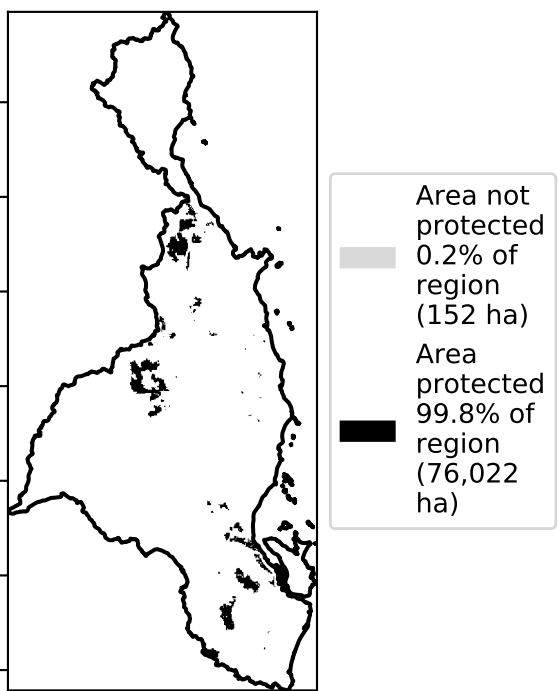 Area not
protected
0.2% of
region
(152 ha)
Area
protected
99.8% of
region
(76,022
ha)